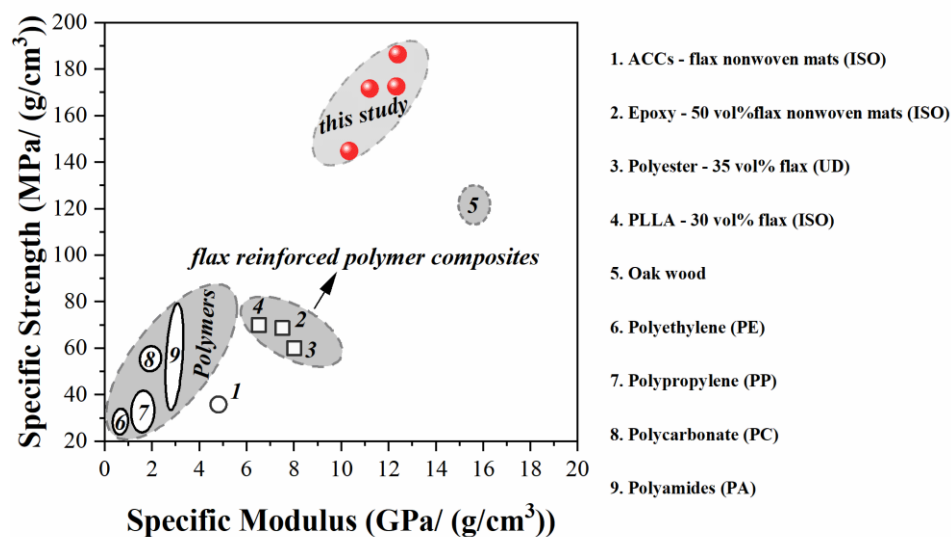 Specific Strength (MPa/ (g/cm³))
200
180
160
140
120
100
80
60
40
20
0
2
4
6
8
10
12
14
16
18
20
Specific Modulus (GPa/ (g/cm³))
this study
5
flax reinforced polymer composites
Polymers
4
2
3
9
8
1
7
6
1. ACCs - flax nonwoven mats (ISO)
2. Epoxy - 50 vol%flax nonwoven mats (ISO)
3. Polyester - 35 vol% flax (UD)
4. PLLA - 30 vol% flax (ISO)
5. Oak wood
6. Polyethylene (PE)
7. Polypropylene (PP)
8. Polycarbonate (PC)
9. Polyamides (PA)